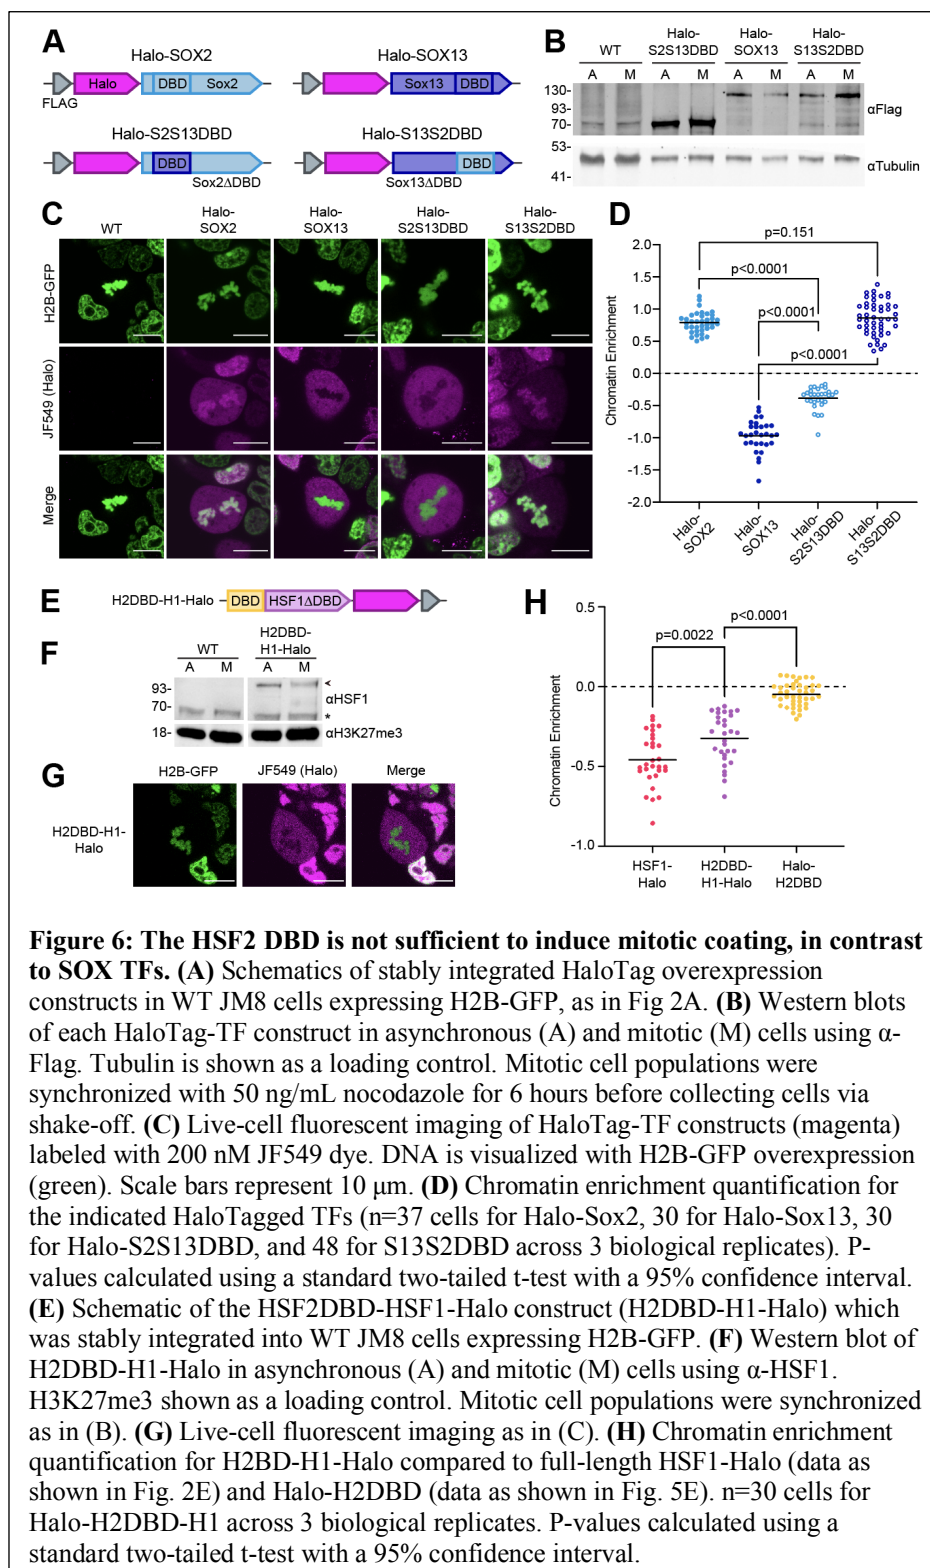 A
Halo-SOX2
Halo
DBD
Sox2
FLAG
Halo-SOX13
Sox13
DBD
Halo-S2S13DBD
DBD
Sox2ΔDBD
Halo-S13S2DBD
DBD
Sox13ΔDBD
B
WT
Halo-
S2S13DBD
Halo-
SOX13
Halo-
S13S2DBD
A M A M A M A M
130-
93-
70-
53-
41-
αFlag
αTubulin
C
WT
Halo-
SOX2
Halo-
SOX13
Halo-
S2S13DBD
Halo-
S13S2DBD
H2B-GFP
JF549 (Halo)
Merge
D
p=0.151
p<0.0001
p<0.0001
p<0.0001
Chromatin Enrichment
2.0
1.0
0.5
0.0
-0.5
-1.0
-1.5
-2.0
Halo-
SOX2
Halo-
SOX13
Halo-
S2S13DBD
Halo-
S13S2DBD
E
H2DBD-H1-Halo
DBD
HSF1ΔDBD
F
WT
H2DBD-
H1-Halo
A M A M
93-
70-
18-
αHSF1
*
αH3K27me3
G
H2B-GFP
JF549 (Halo)
Merge
H2DBD-H1-
Halo
H
p=0.0022
p<0.0001
Chromatin Enrichment
0.5
0.0
-0.5
-1.0
HSF1-
Halo
H2DBD-
H1-Halo
Halo-
H2DBD
Figure 6: The HSF2 DBD is not sufficient to induce mitotic coating, in contrast
to SOX TFs. (A) Schematics of stably integrated HaloTag overexpression
constructs in WT JM8 cells expressing H2B-GFP, as in Fig 2A. (B) Western blots
of each HaloTag-TF construct in asynchronous (A) and mitotic (M) cells using α-
Flag. Tubulin is shown as a loading control. Mitotic cell populations were
synchronized with 50 ng/mL nocodazole for 6 hours before collecting cells via
shake-off. (C) Live-cell fluorescent imaging of HaloTag-TF constructs (magenta)
labeled with 200 nM JF549 dye. DNA is visualized with H2B-GFP overexpression
(green). Scale bars represent 10 μm. (D) Chromatin enrichment quantification for
the indicated HaloTagged TFs (n=37 cells for Halo-Sox2, 30 for Halo-Sox13, 30
for Halo-S2S13DBD, and 48 for S13S2DBD across 3 biological replicates). P-
values calculated using a standard two-tailed t-test with a 95% confidence interval.
(E) Schematic of the HSF2DBD-HSF1-Halo construct (H2DBD-H1-Halo) which
was stably integrated into WT JM8 cells expressing H2B-GFP. (F) Western blot of
H2DBD-H1-Halo in asynchronous (A) and mitotic (M) cells using α-HSF1.
H3K27me3 shown as a loading control. Mitotic cell populations were synchronized
as in (B). (G) Live-cell fluorescent imaging as in (C). (H) Chromatin enrichment
quantification for H2BD-H1-Halo compared to full-length HSF1-Halo (data as
shown in Fig. 2E) and Halo-H2DBD (data as shown in Fig. 5E). n=30 cells for
Halo-H2DBD-H1 across 3 biological replicates. P-values calculated using a
standard two-tailed t-test with a 95% confidence interval.